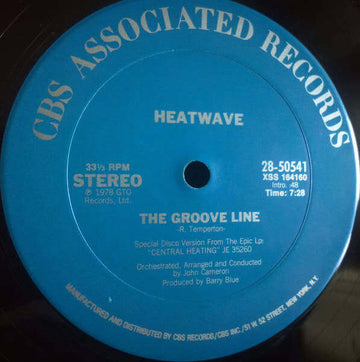 CBS ASSOCIATED RECORDS
HEATWAVE
33⅓ RPM
STEREO
℗ 1978 GTO
Records, Ltd.
28-50541
XSS 164160
Intro. :48
Time: 7:28
THE GROOVE LINE
-R. Temperton-
Special Disco Version From The Epic Lp:
"CENTRAL HEATING" JE 35260
Orchestrated, Arranged and Conducted by
John Cameron
Produced by Barry Blue
MANUFACTURED AND DISTRIBUTED BY CBS RECORDS/CBS INC./51 W. 52 STREET, NEW YORK, N.Y.